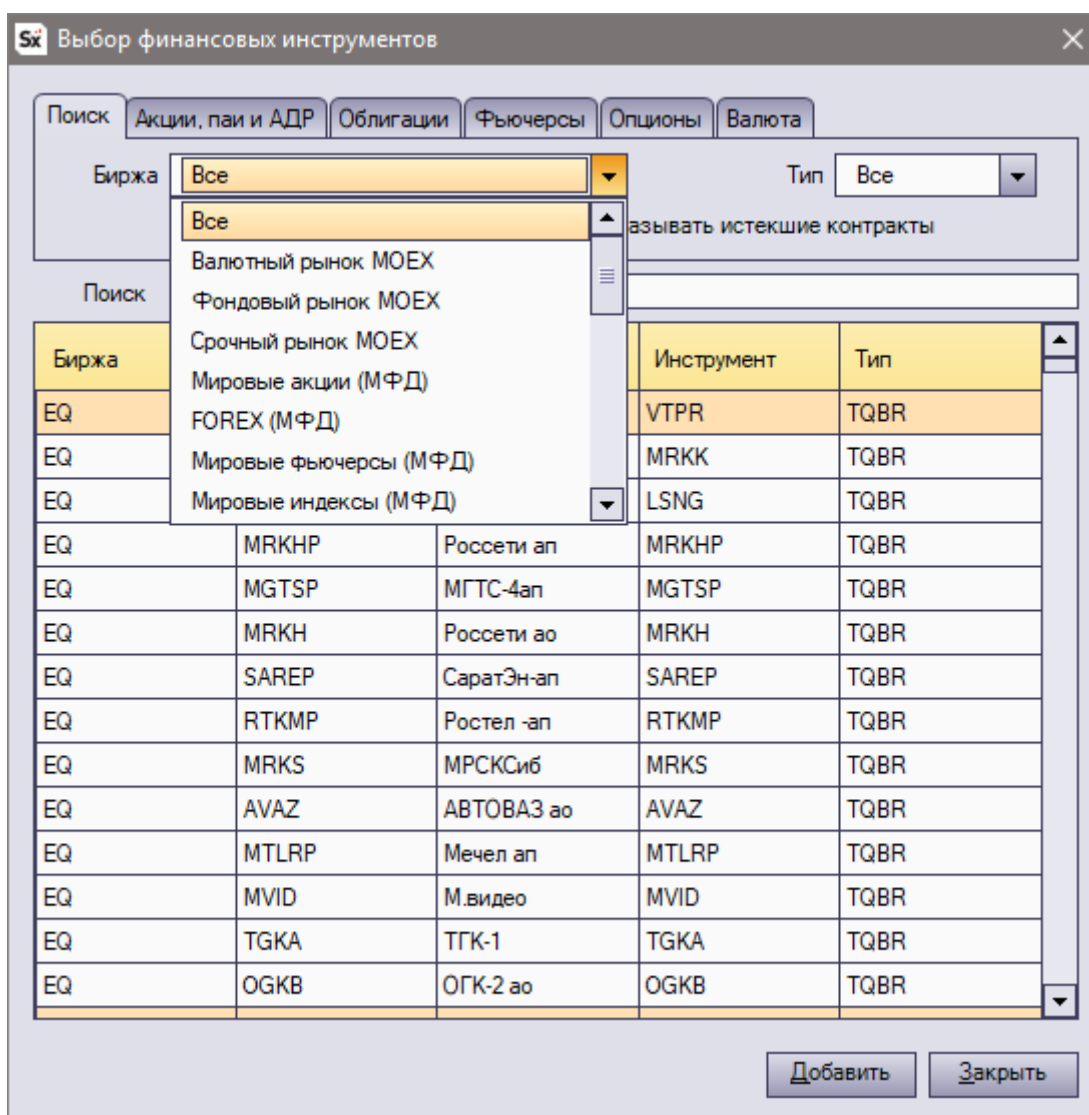 Sx Выбор финансовых инструментов
Поиск Акции, паи и АДР Облигации Фьючерсы Опционы Валюта
Биржа Все Тип Все
Все
азывать истекшие контракты
Валютный рынок MOEX
Поиск
Фондовый рынок MOEX
Срочный рынок MOEX
Мировые акции (МФД)
FOREX (МФД)
Мировые фьючерсы (МФД)
Мировые индексы (МФД)
Биржа Инструмент Тип
EQ VTPR TQBR
EQ MRKK TQBR
EQ LSNG TQBR
EQ MRKHP Россети ап MRKHP TQBR
EQ MGTSP МГТС-4ап MGTSP TQBR
EQ MRKH Россети ао MRKH TQBR
EQ SAREP СаратЭн-ап SAREP TQBR
EQ RTKMP Ростел -ап RTKMP TQBR
EQ MRKS МРСКСиб MRKS TQBR
EQ AVAZ АВТОВАЗ ао AVAZ TQBR
EQ MTLRP Мечел ап MTLRP TQBR
EQ MVID М.видео MVID TQBR
EQ TGKA ТГК-1 TGKA TQBR
EQ OGKB ОГК-2 ао OGKB TQBR
Добавить Закрыть